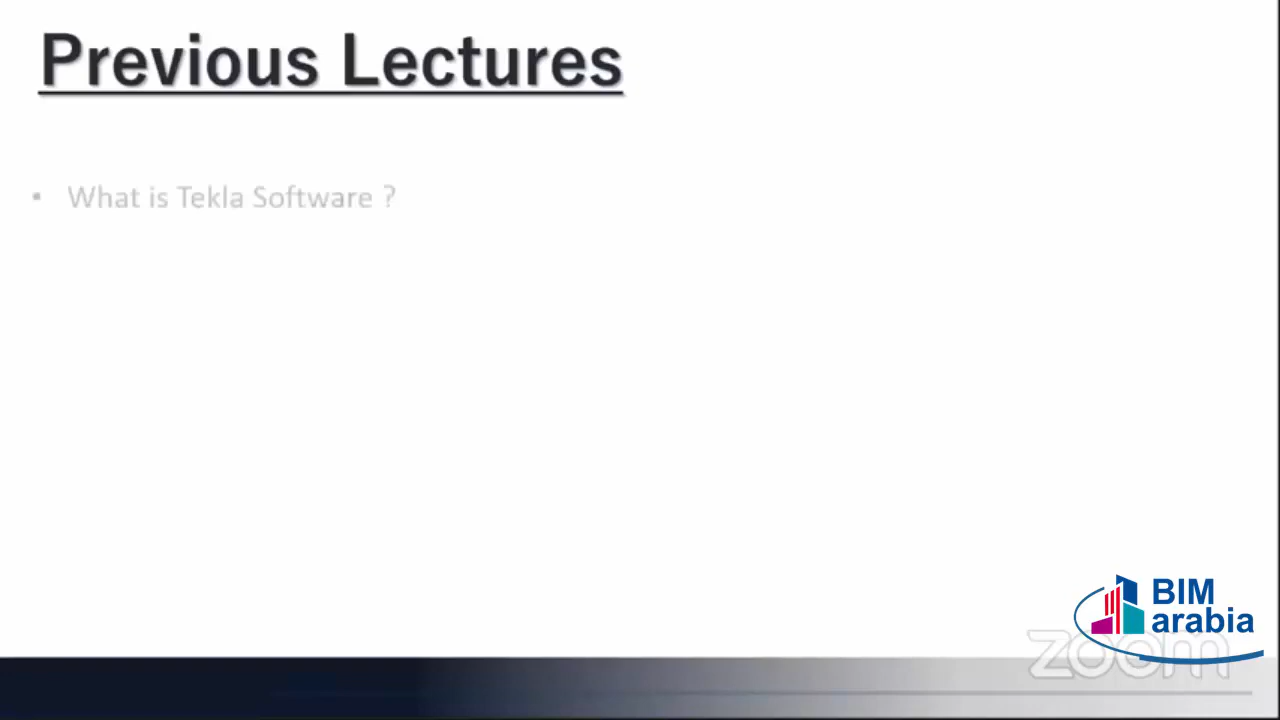 Previous Lectures
• What is Tekla Software ?
BIM
arabia
zoom